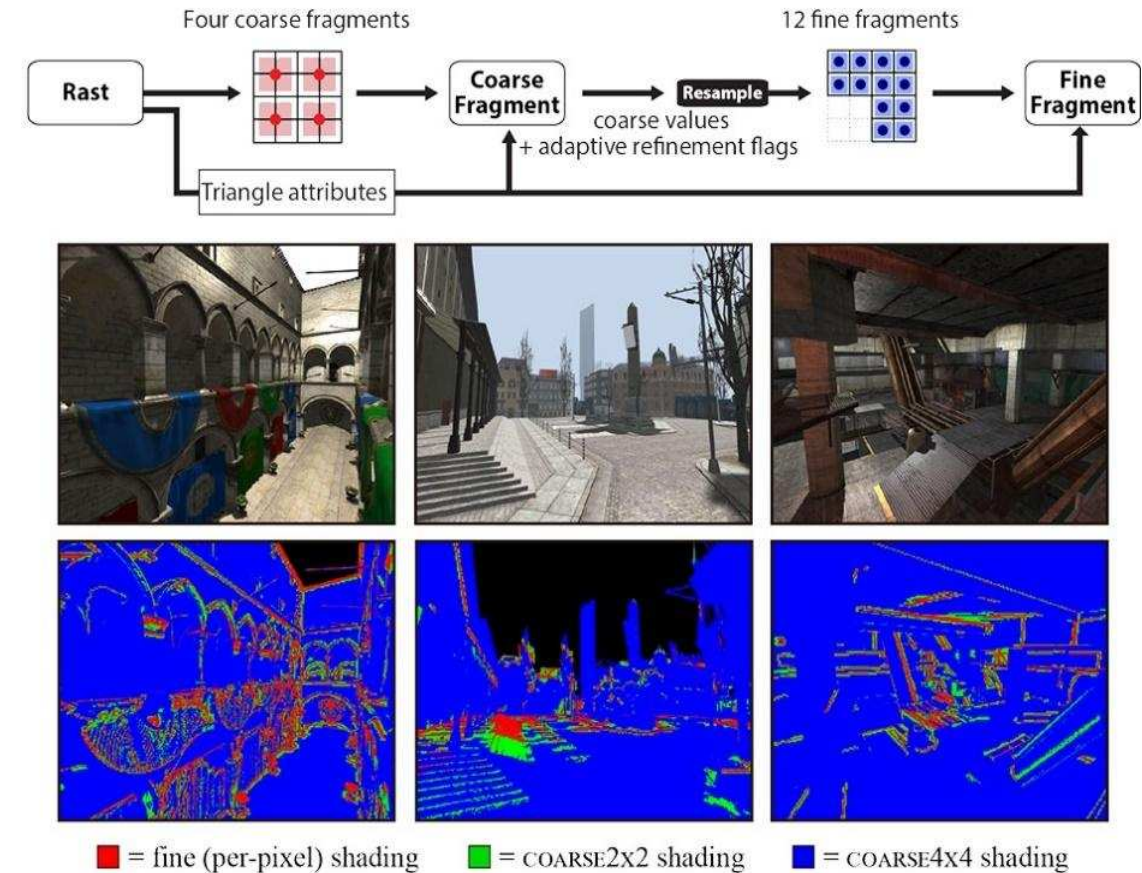 Four coarse fragments
12 fine fragments
Rast
Coarse
Fragment
Resample
Fine
Fragment
coarse values
+ adaptive refinement flags
Triangle attributes
= fine (per-pixel) shading
= COARSE2x2 shading
= COARSE4x4 shading